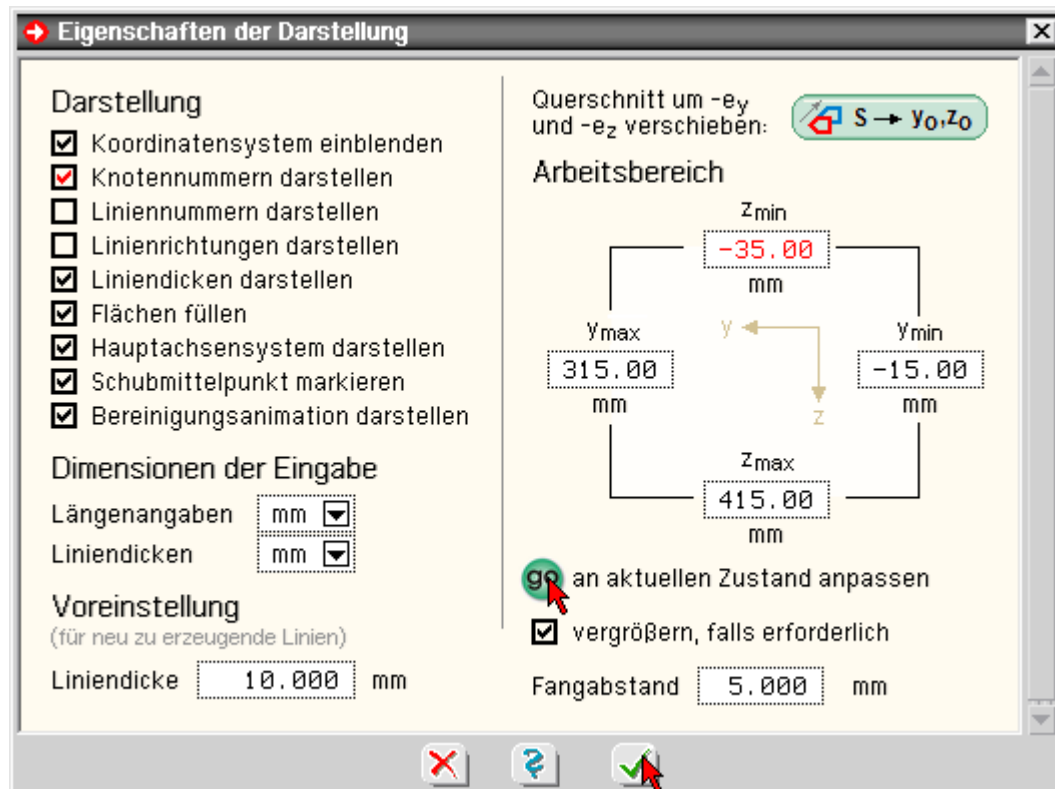 Eigenschaften der Darstellung
Darstellung
Koordinatensystem einblenden
Knotennummern darstellen
Liniennummern darstellen
Linienrichtungen darstellen
Liniendicken darstellen
Flächen füllen
Hauptachsensystem darstellen
Schubmittelpunkt markieren
Bereinigungsanimation darstellen
Dimensionen der Eingabe
Längenangaben mm
Liniendicken mm
Voreinstellung
(für neu zu erzeugende Linien)
Liniendicke 10.000 mm
Querschnitt um -ey
und -ez verschieben:
S → yo,zo
Arbeitsbereich
zmin
-35.00
mm
ymax
315.00
mm
y
z
ymin
-15.00
mm
zmax
415.00
mm
go an aktuellen Zustand anpassen
vergrößern, falls erforderlich
Fangabstand 5.000 mm